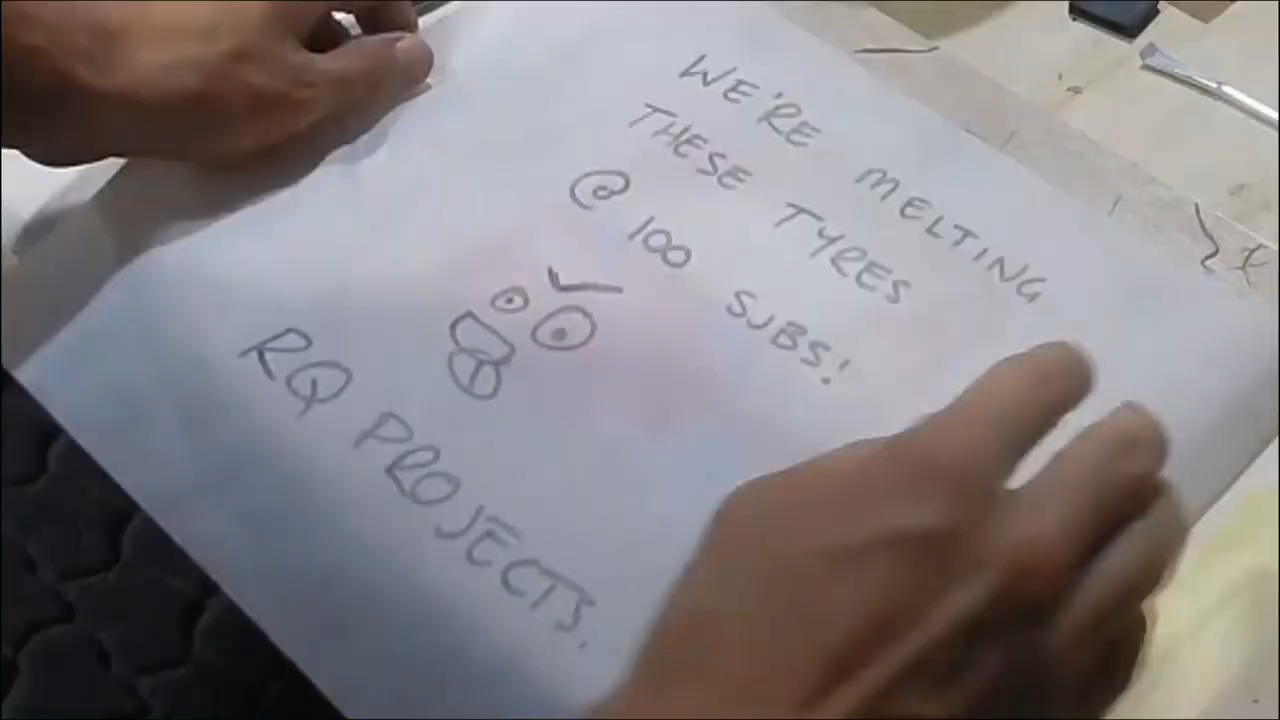 WE'RE MELTING
THESE TYRES
@ 100 SUBS!
RQ PROJECTS.